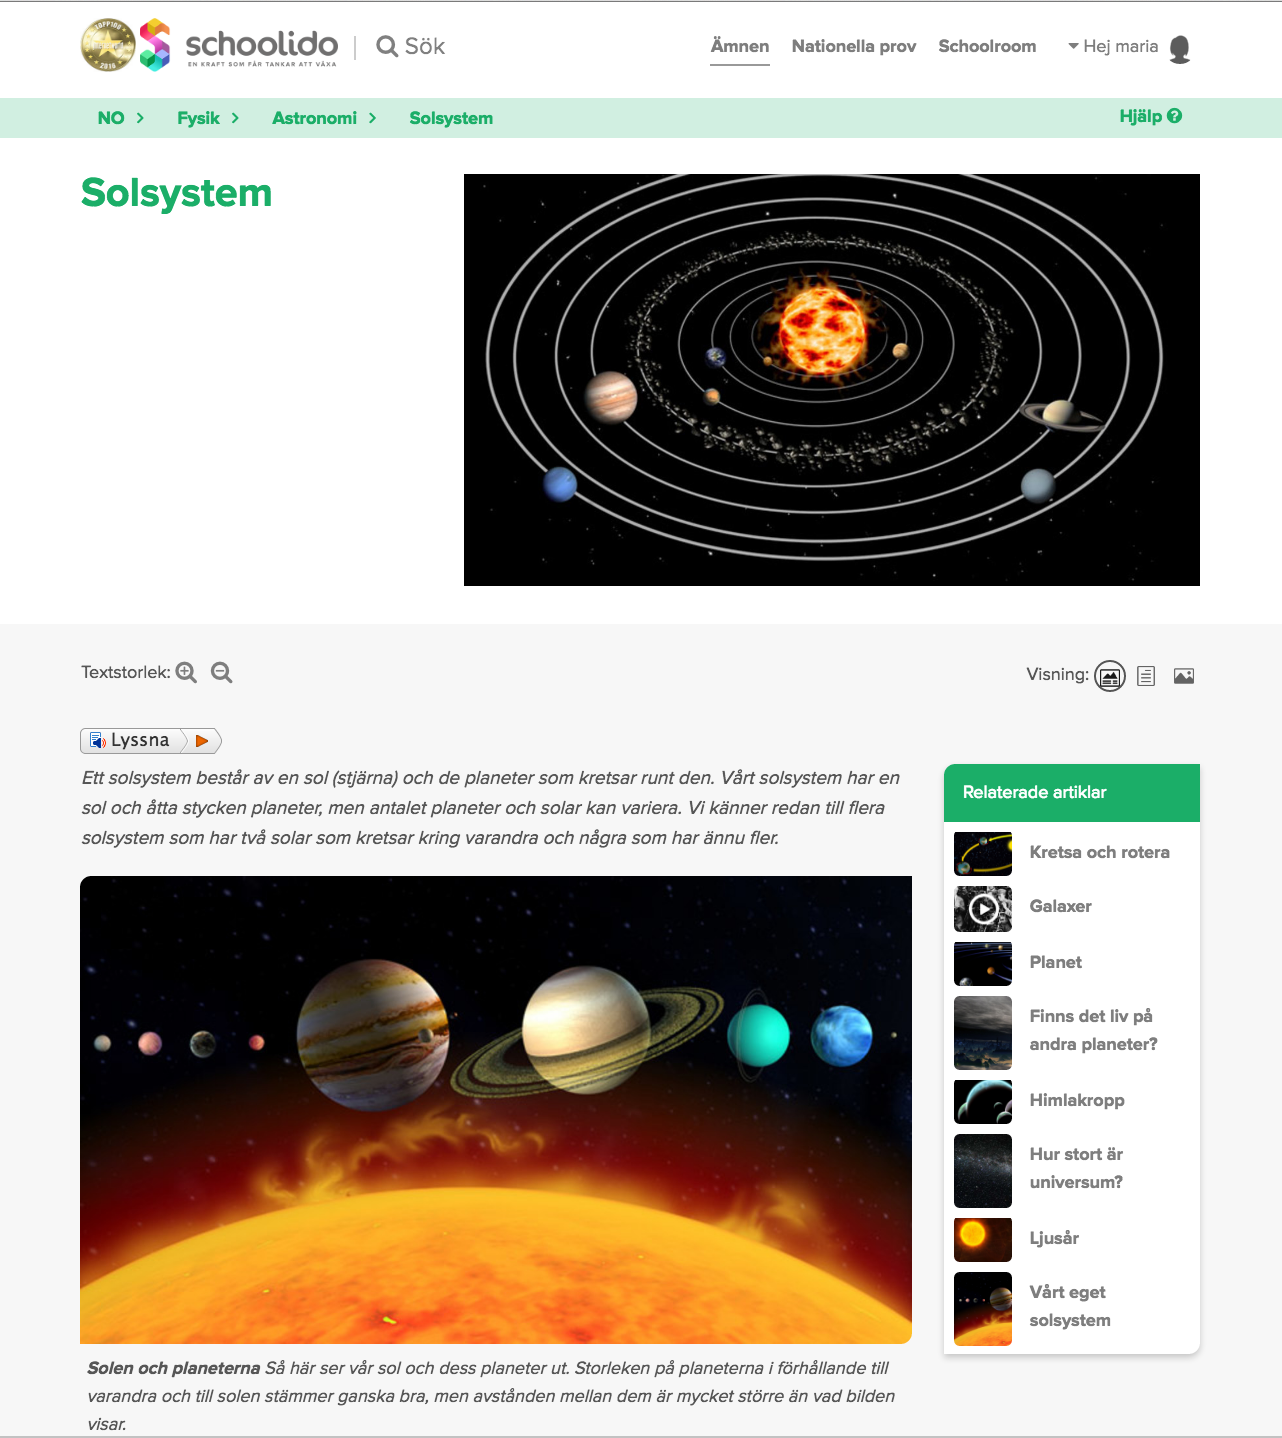 schoolido
EN KRAFT SOM FÅR TANKAR ATT VÄXA
Sök
Ämnen
Nationella prov
Schoolroom
Hej maria
NO
Fysik
Astronomi
Solsystem
Hjälp
Solsystem
Textstorlek:
Visning:
Lyssna
Ett solsystem består av en sol (stjärna) och de planeter som kretsar runt den. Vårt solsystem har en
sol och åtta stycken planeter, men antalet planeter och solar kan variera. Vi känner redan till flera
solsystem som har två solar som kretsar kring varandra och några som har ännu fler.
Solen och planeterna Så här ser vår sol och dess planeter ut. Storleken på planeterna i förhållande till
varandra och till solen stämmer ganska bra, men avstånden mellan dem är mycket större än vad bilden
visar.
Relaterade artiklar
Kretsa och rotera
Galaxer
Planet
Finns det liv på
andra planeter?
Himlakropp
Hur stort är
universum?
Ljusår
Vårt eget
solsystem